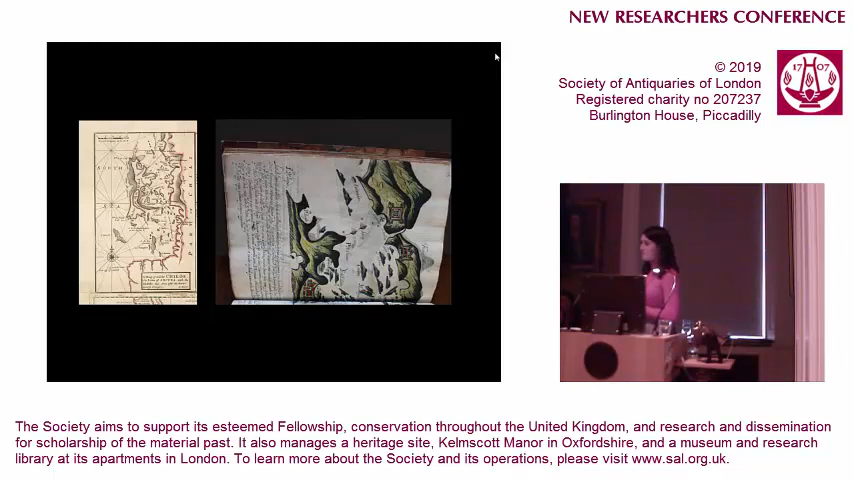 NEW RESEARCHERS CONFERENCE
© 2019
Society of Antiquaries of London
Registered charity no 207237
Burlington House, Piccadilly
1707
SOUTH
The Society aims to support its esteemed Fellowship, conservation throughout the United Kingdom, and research and dissemination
for scholarship of the material past. It also manages a heritage site, Kelmscott Manor in Oxfordshire, and a museum and research
library at its apartments in London. To learn more about the Society and its operations, please visit www.sal.org.uk.